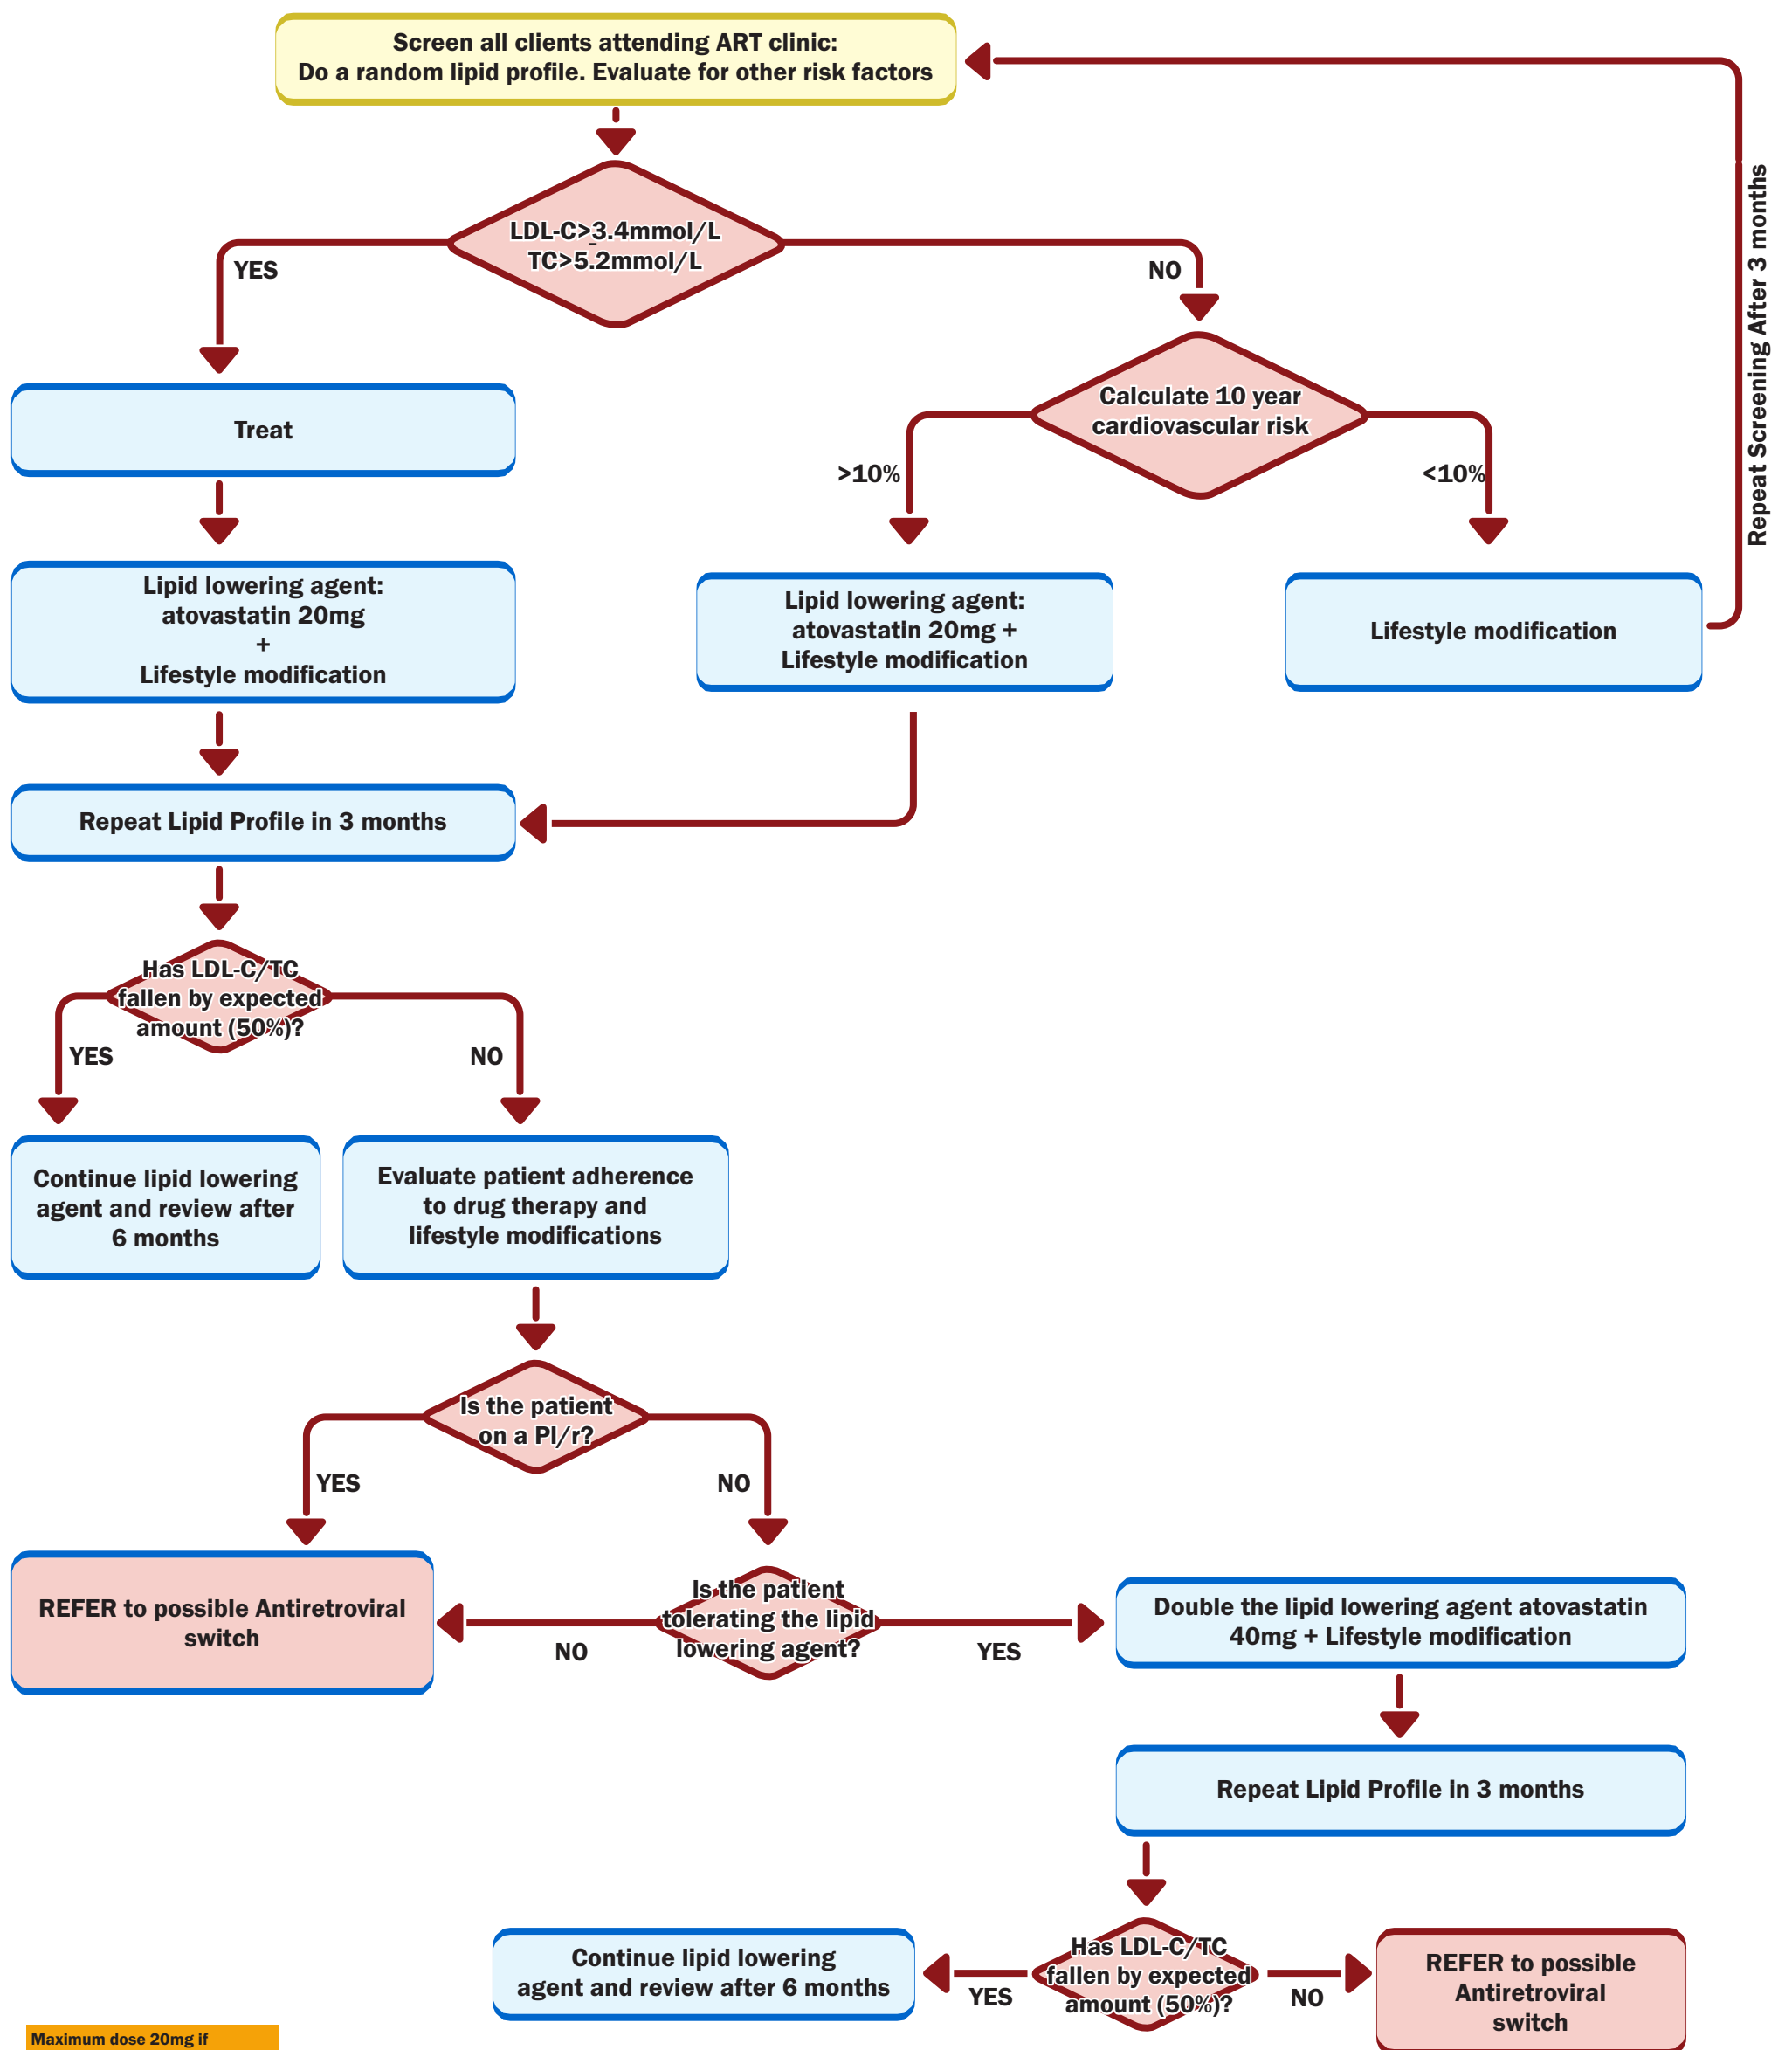 Screen all clients attending ART clinic:
Do a random lipid profile. Evaluate for other risk factors
LDL-C>3.4mmol/L
TC>5.2mmol/L
YES
NO
Repeat Screening After 3 months
Treat
Calculate 10 year
cardiovascular risk
>10%
<10%
Lipid lowering agent:
atovastatin 20mg
+
Lifestyle modification
Lipid lowering agent:
atovastatin 20mg +
Lifestyle modification
Lifestyle modification
Repeat Lipid Profile in 3 months
Has LDL-C/TC
fallen by expected
amount (50%)?
YES
NO
Continue lipid lowering
agent and review after
6 months
Evaluate patient adherence
to drug therapy and
lifestyle modifications
Is the patient
on a PI/r?
YES
NO
REFER to possible Antiretroviral
switch
Is the patient
tolerating the lipid
lowering agent?
NO
YES
Double the lipid lowering agent atovastatin
40mg + Lifestyle modification
Repeat Lipid Profile in 3 months
Has LDL-C/TC
fallen by expected
amount (50%)?
YES
NO
Continue lipid lowering
agent and review after 6 months
REFER to possible
Antiretroviral
switch
Maximum dose 20mg if